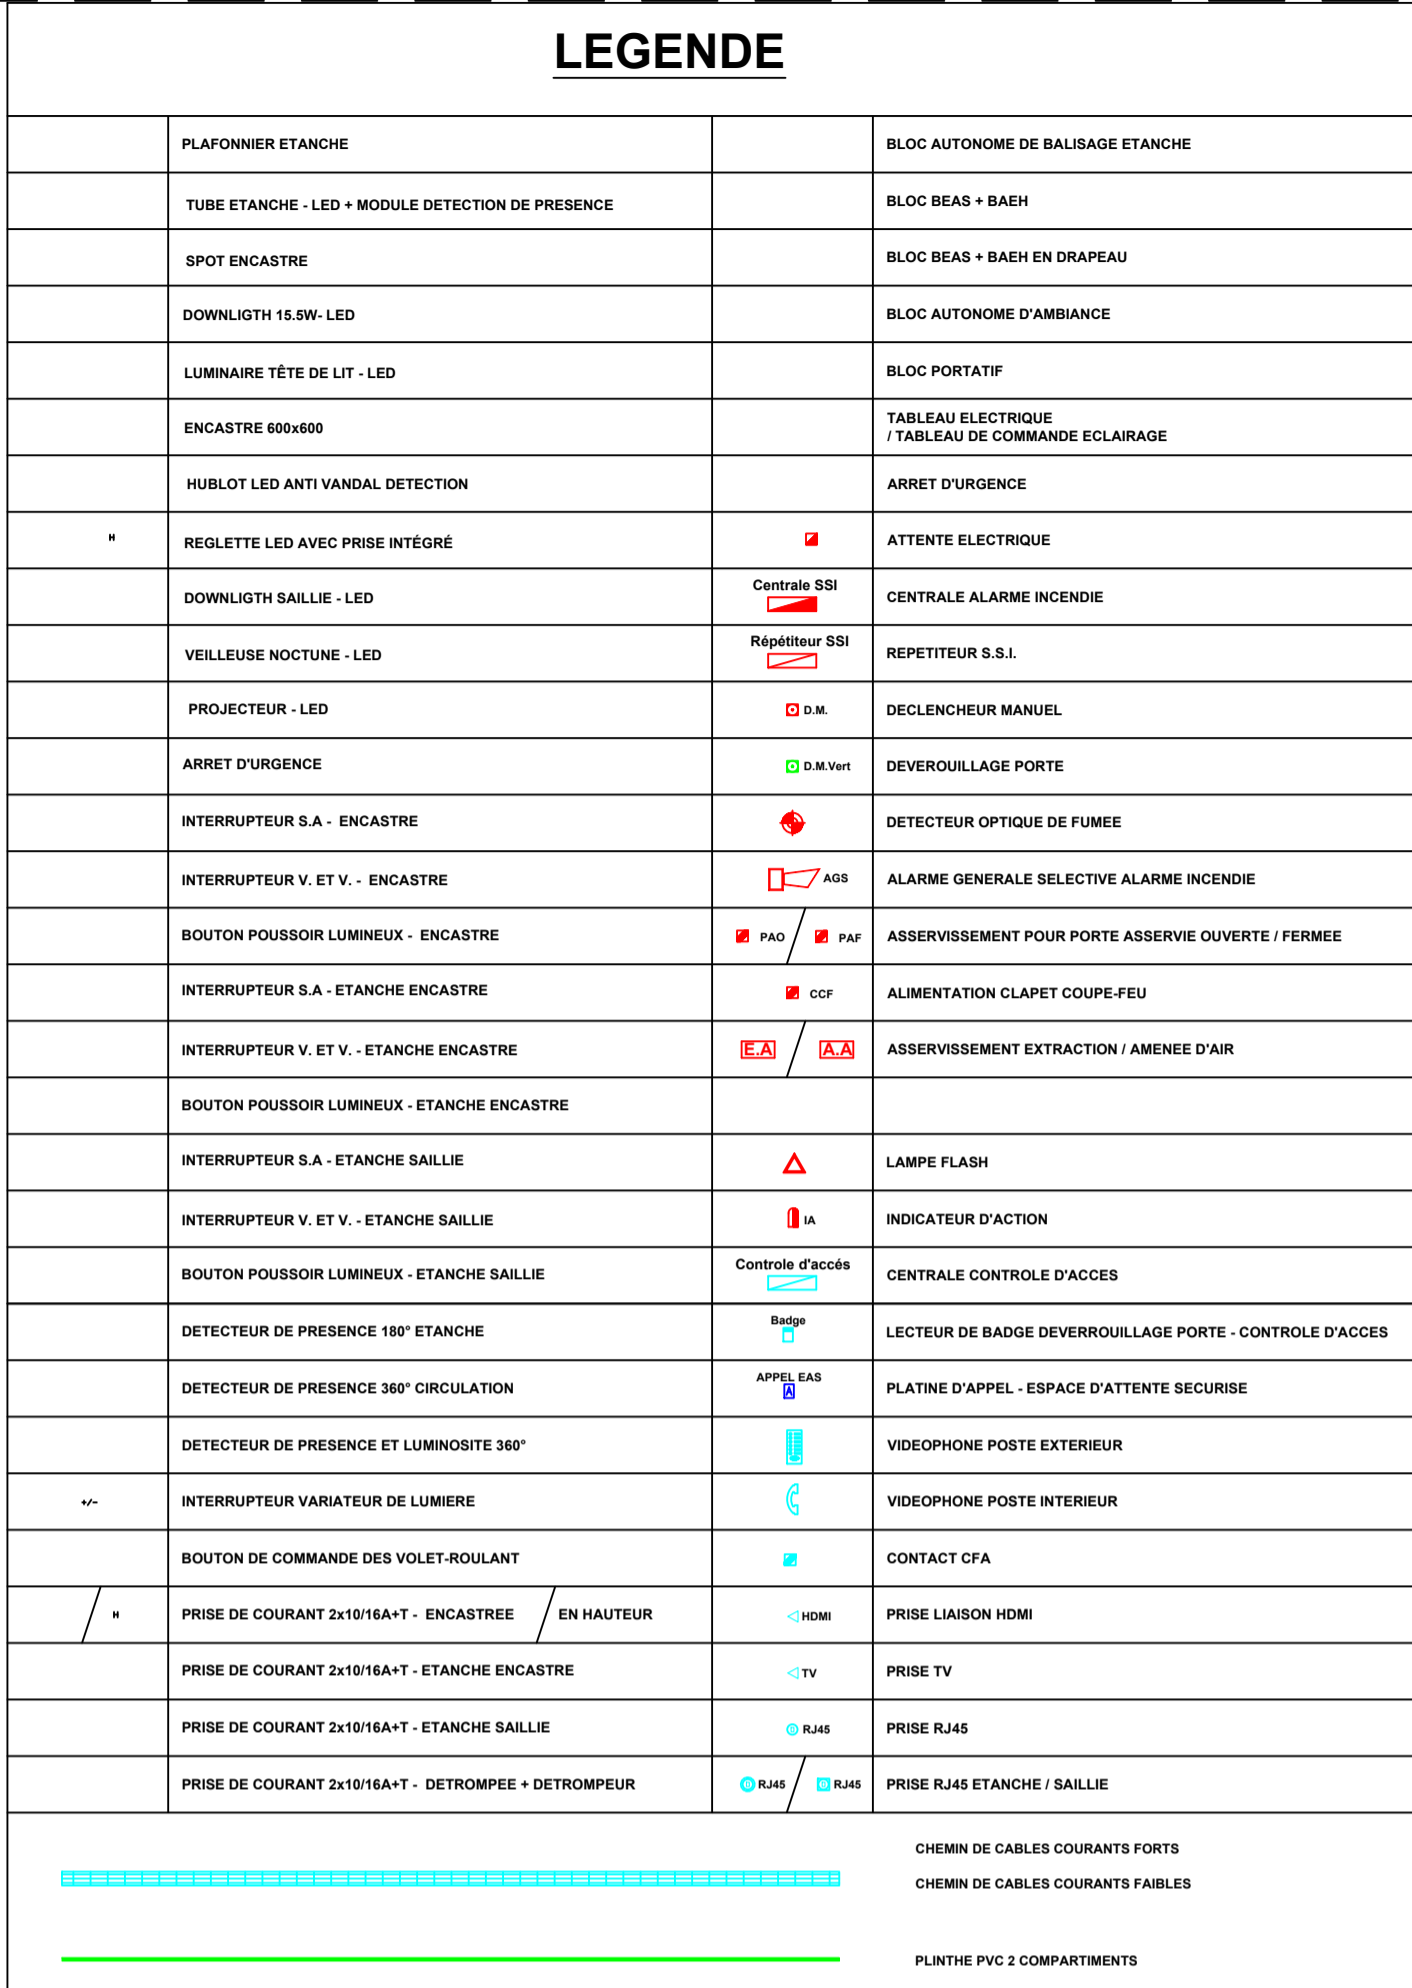 LEGENDE
PLAFONNIER ETANCHE
BLOC AUTONOME DE BALISAGE ETANCHE
TUBE ETANCHE - LED + MODULE DETECTION DE PRESENCE
BLOC BEAS + BAEH
SPOT ENCASTRE
BLOC BEAS + BAEH EN DRAPEAU
DOWNLIGTH 15.5W- LED
BLOC AUTONOME D'AMBIANCE
LUMINAIRE TÊTE DE LIT - LED
BLOC PORTATIF
ENCASTRE 600x600
TABLEAU ELECTRIQUE
/ TABLEAU DE COMMANDE ECLAIRAGE
HUBLOT LED ANTI VANDAL DETECTION
ARRET D'URGENCE
H
REGLETTE LED AVEC PRISE INTÉGRÉ
ATTENTE ELECTRIQUE
DOWNLIGTH SAILLIE - LED
Centrale SSI
CENTRALE ALARME INCENDIE
VEILLEUSE NOCTUNE - LED
Répétiteur SSI
REPETITEUR S.S.I.
PROJECTEUR - LED
D.M.
DECLENCHEUR MANUEL
ARRET D'URGENCE
D.M.Vert
DEVEROUILLAGE PORTE
INTERRUPTEUR S.A - ENCASTRE
DETECTEUR OPTIQUE DE FUMEE
INTERRUPTEUR V. ET V. - ENCASTRE
AGS
ALARME GENERALE SELECTIVE ALARME INCENDIE
BOUTON POUSSOIR LUMINEUX - ENCASTRE
PAO / PAF
ASSERVISSEMENT POUR PORTE ASSERVIE OUVERTE / FERMEE
INTERRUPTEUR S.A - ETANCHE ENCASTRE
CCF
ALIMENTATION CLAPET COUPE-FEU
INTERRUPTEUR V. ET V. - ETANCHE ENCASTRE
E.A / A.A
ASSERVISSEMENT EXTRACTION / AMENEE D'AIR
BOUTON POUSSOIR LUMINEUX - ETANCHE ENCASTRE
INTERRUPTEUR S.A - ETANCHE SAILLIE
LAMPE FLASH
INTERRUPTEUR V. ET V. - ETANCHE SAILLIE
IA
INDICATEUR D'ACTION
BOUTON POUSSOIR LUMINEUX - ETANCHE SAILLIE
Controle d'accés
CENTRALE CONTROLE D'ACCES
DETECTEUR DE PRESENCE 180° ETANCHE
Badge
LECTEUR DE BADGE DEVERROUILLAGE PORTE - CONTROLE D'ACCES
DETECTEUR DE PRESENCE 360° CIRCULATION
APPEL EAS
A
PLATINE D'APPEL - ESPACE D'ATTENTE SECURISE
DETECTEUR DE PRESENCE ET LUMINOSITE 360°
VIDEOPHONE POSTE EXTERIEUR
+/-
INTERRUPTEUR VARIATEUR DE LUMIERE
VIDEOPHONE POSTE INTERIEUR
BOUTON DE COMMANDE DES VOLET-ROULANT
CONTACT CFA
/ H
PRISE DE COURANT 2x10/16A+T - ENCASTREE / EN HAUTEUR
HDMI
PRISE LIAISON HDMI
PRISE DE COURANT 2x10/16A+T - ETANCHE ENCASTRE
TV
PRISE TV
PRISE DE COURANT 2x10/16A+T - ETANCHE SAILLIE
RJ45
PRISE RJ45
PRISE DE COURANT 2x10/16A+T - DETROMPEE + DETROMPEUR
RJ45 / RJ45
PRISE RJ45 ETANCHE / SAILLIE
CHEMIN DE CABLES COURANTS FORTS
CHEMIN DE CABLES COURANTS FAIBLES
PLINTHE PVC 2 COMPARTIMENTS